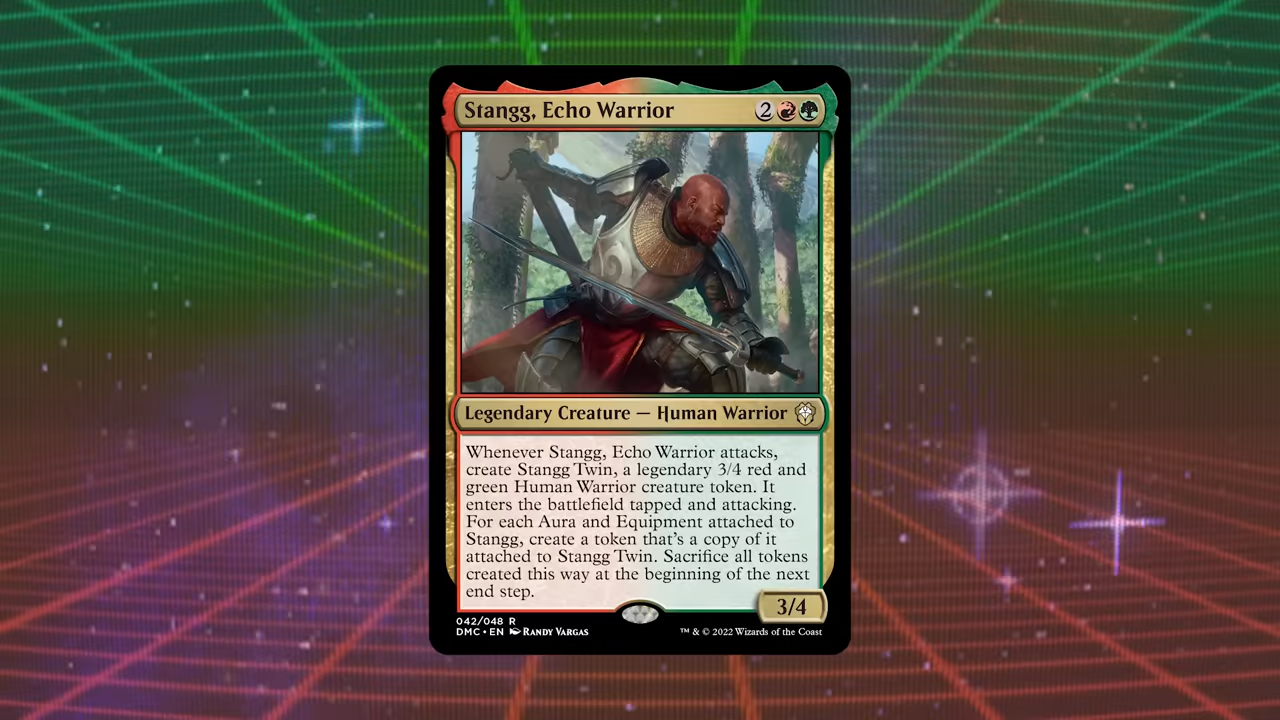 Stangg, Echo Warrior 2
Legendary Creature — Human Warrior
Whenever Stangg, Echo Warrior attacks,
create Stangg Twin, a legendary 3/4 red and
green Human Warrior creature token. It
enters the battlefield tapped and attacking.
For each Aura and Equipment attached to
Stangg, create a token that's a copy of it
attached to Stangg Twin. Sacrifice all tokens
created this way at the beginning of the next
end step.
3/4
042/048 R
DMC • EN Randy Vargas
™ & © 2022 Wizards of the Coast